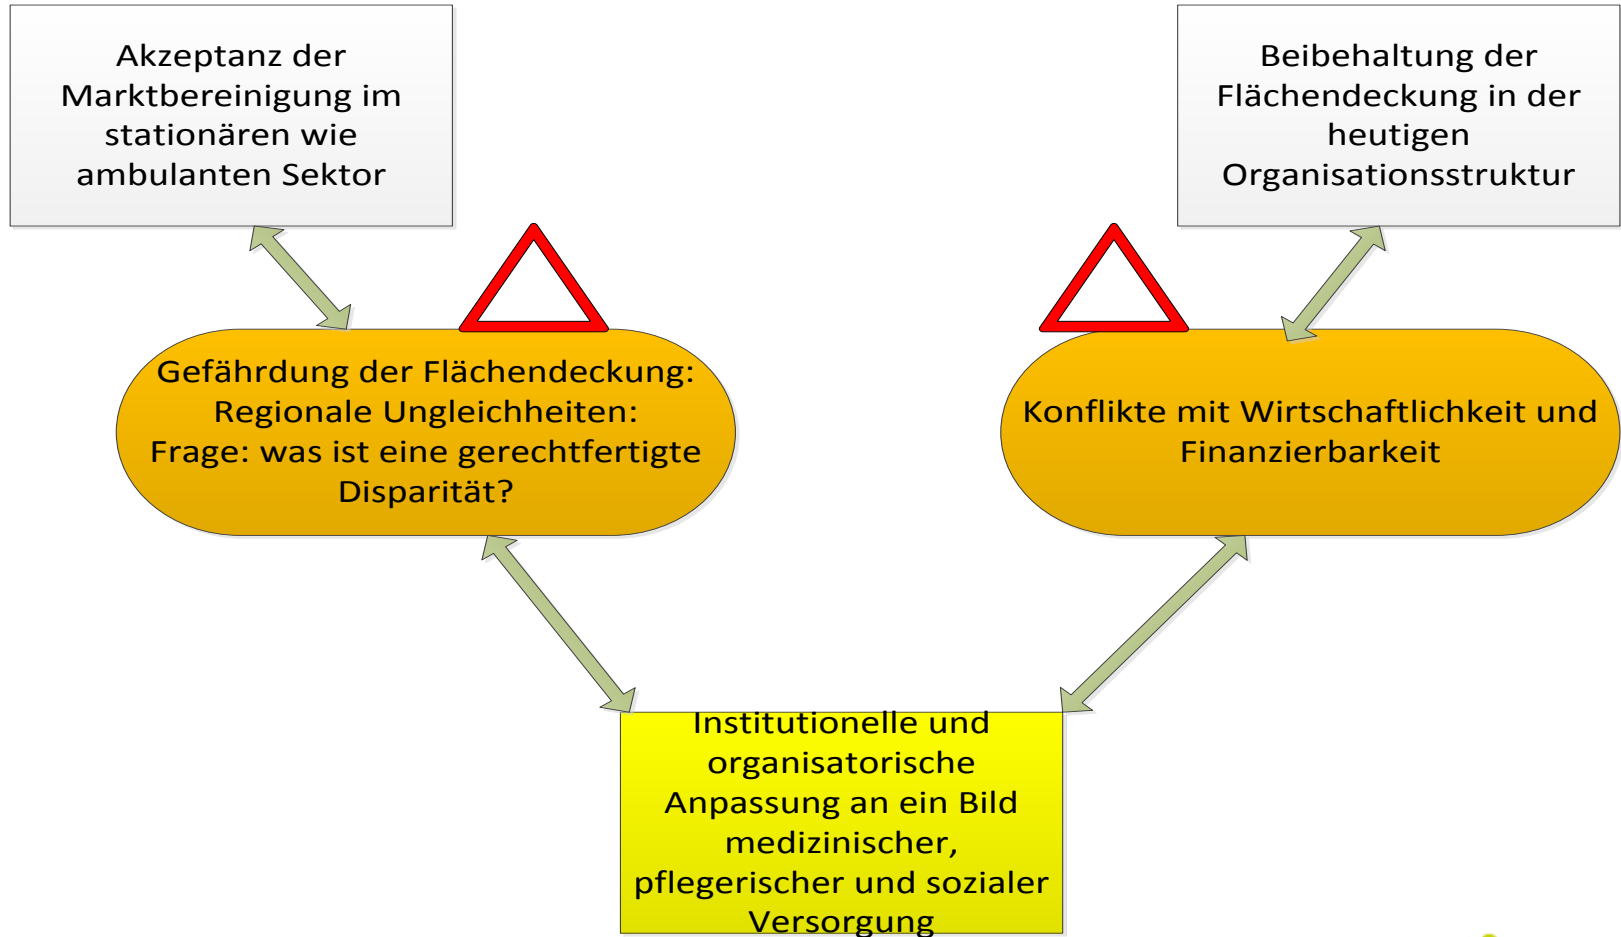 Akzeptanz der
Marktbereinigung im
stationären wie
ambulanten Sektor
Beibehaltung der
Flächendeckung in der
heutigen
Organisationsstruktur
Gefährdung der Flächendeckung:
Regionale Ungleichheiten:
Frage: was ist eine gerechtfertigte
Disparität?
Konflikte mit Wirtschaftlichkeit und
Finanzierbarkeit
Institutionelle und
organisatorische
Anpassung an ein Bild
medizinischer,
pflegerischer und sozialer
Versorgung